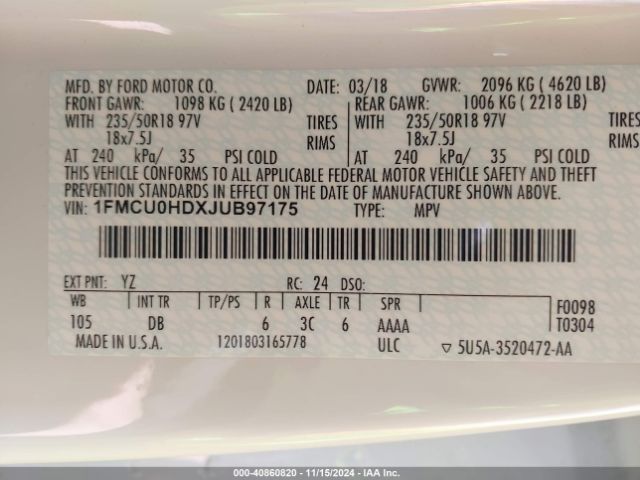 MFD. BY FORD MOTOR CO. DATE: 03/18 GVWR: 2096 KG ( 4620 LB)
FRONT GAWR: 1098 KG ( 2420 LB) REAR GAWR: 1006 KG ( 2218 LB)
WITH 235/50R18 97V TIRES WITH 235/50R18 97V TIRES
18x7.5J RIMS 18x7.5J RIMS
AT 240 kPa/ 35 PSI COLD AT 240 kPa/ 35 PSI COLD
THIS VEHICLE CONFORMS TO ALL APPLICABLE FEDERAL MOTOR VEHICLE SAFETY AND THEFT
PREVENTION STANDARDS IN EFFECT ON THE DATE OF MANUFACTURE SHOWN ABOVE.
VIN: 1FMCU0HDXJUB97175 TYPE: MPV
EXT PNT: YZ RC: 24 DSO:
WB INT TR TP/PS R AXLE TR SPR F0098
105 DB 6 3C 6 AAAA T0304
MADE IN U.S.A. 1201803165778 ULC ▽ 5U5A-3520472-AA
000-40860820 - 11/15/2024 - IAA Inc.